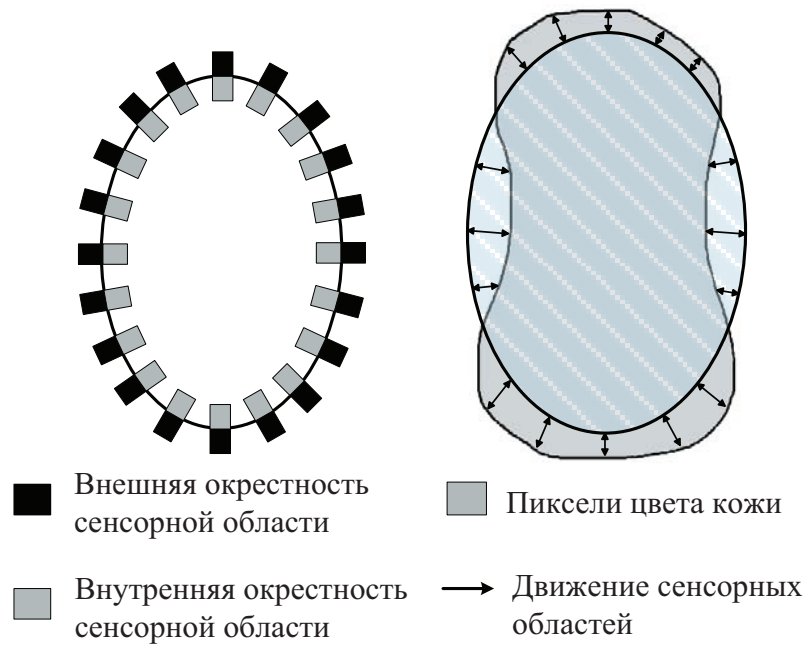 Внешняя окрестность
сенсорной области
Пиксели цвета кожи
Внутренняя окрестность
сенсорной области
Движение сенсорных
областей